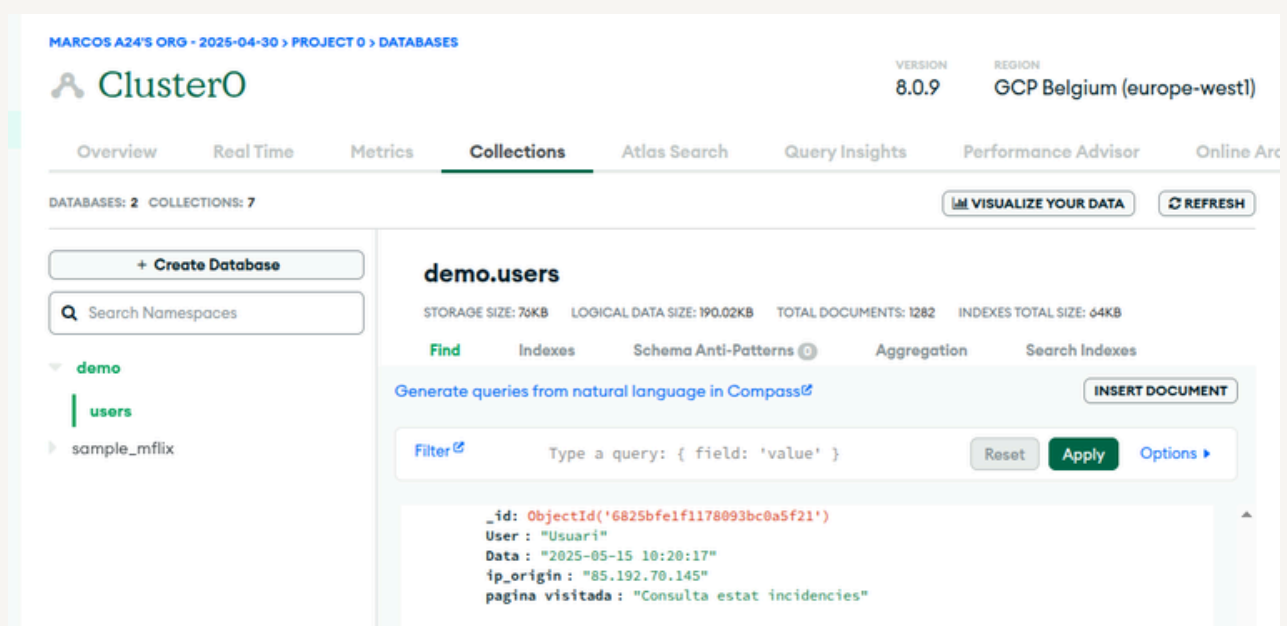 MARCOS A24'S ORG - 2025-04-30 > PROJECT 0 > DATABASES
Cluster0
VERSION
8.0.9
REGION
GCP Belgium (europe-west1)
Overview Real Time Metrics Collections Atlas Search Query Insights Performance Advisor Online Arc
DATABASES: 2 COLLECTIONS: 7
VISUALIZE YOUR DATA
REFRESH
+ Create Database
Search Namespaces
demo
users
sample_mflix
demo.users
STORAGE SIZE: 76KB LOGICAL DATA SIZE: 190.02KB TOTAL DOCUMENTS: 1282 INDEXES TOTAL SIZE: 64KB
Find Indexes Schema Anti-Patterns 0 Aggregation Search Indexes
Generate queries from natural language in Compass
INSERT DOCUMENT
Filter Type a query: { field: 'value' } Reset Apply Options
_id: ObjectId('6825bfe1f1178093bc0a5f21')
User : "Usuari"
Data : "2025-05-15 10:20:17"
ip_origin : "85.192.70.145"
pagina visitada : "Consulta estat incidencies"